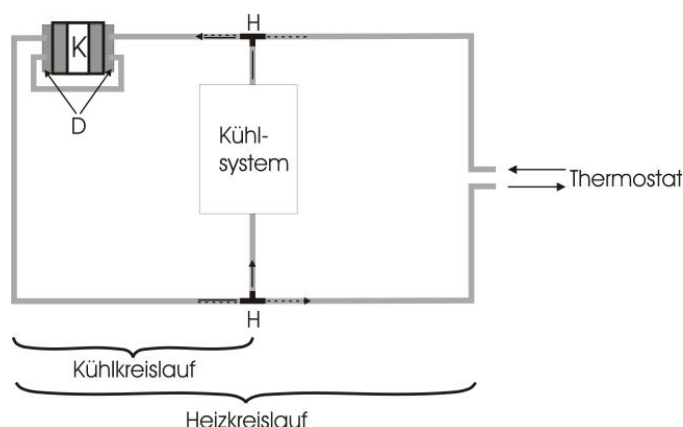 H
K
D
Kühl-
system
Thermostat
H
Kühlkreislauf
Heizkreislauf